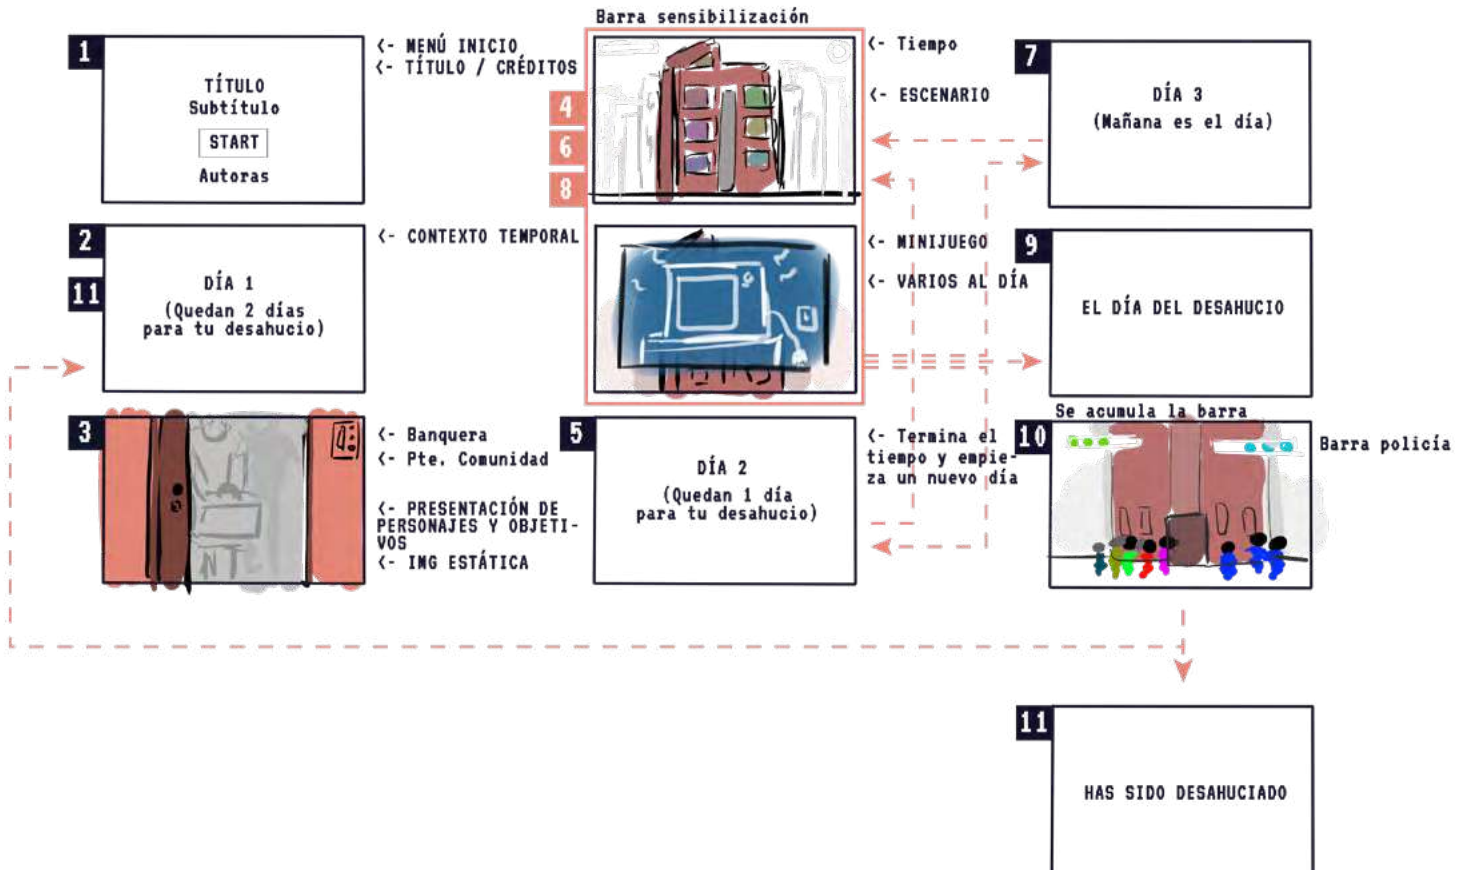 1
TÍTULO
Subtítulo
START
Autoras
<- MENÚ INICIO
<- TÍTULO / CRÉDITOS
2
11
DÍA 1
(Quedan 2 días
para tu desahucio)
<- CONTEXTO TEMPORAL
3
<- Banquera
<- Pte. Comunidad
<- PRESENTACIÓN DE
PERSONAJES Y OBJETI-
VOS
<- IMG ESTÁTICA
Barra sensibilización
4
6
8
<- Tiempo
<- ESCENARIO
<- MINIJUEGO
<- VARIOS AL DÍA
5
DÍA 2
(Quedan 1 día
para tu desahucio)
<- Termina el
tiempo y empie-
za un nuevo día
7
DÍA 3
(Mañana es el día)
9
EL DÍA DEL DESAHUCIO
Se acumula la barra
10
Barra policía
11
HAS SIDO DESAHUCIADO